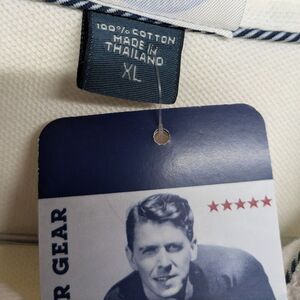 100% COTTON
MADE IN
THAILAND
XL
R GEAR